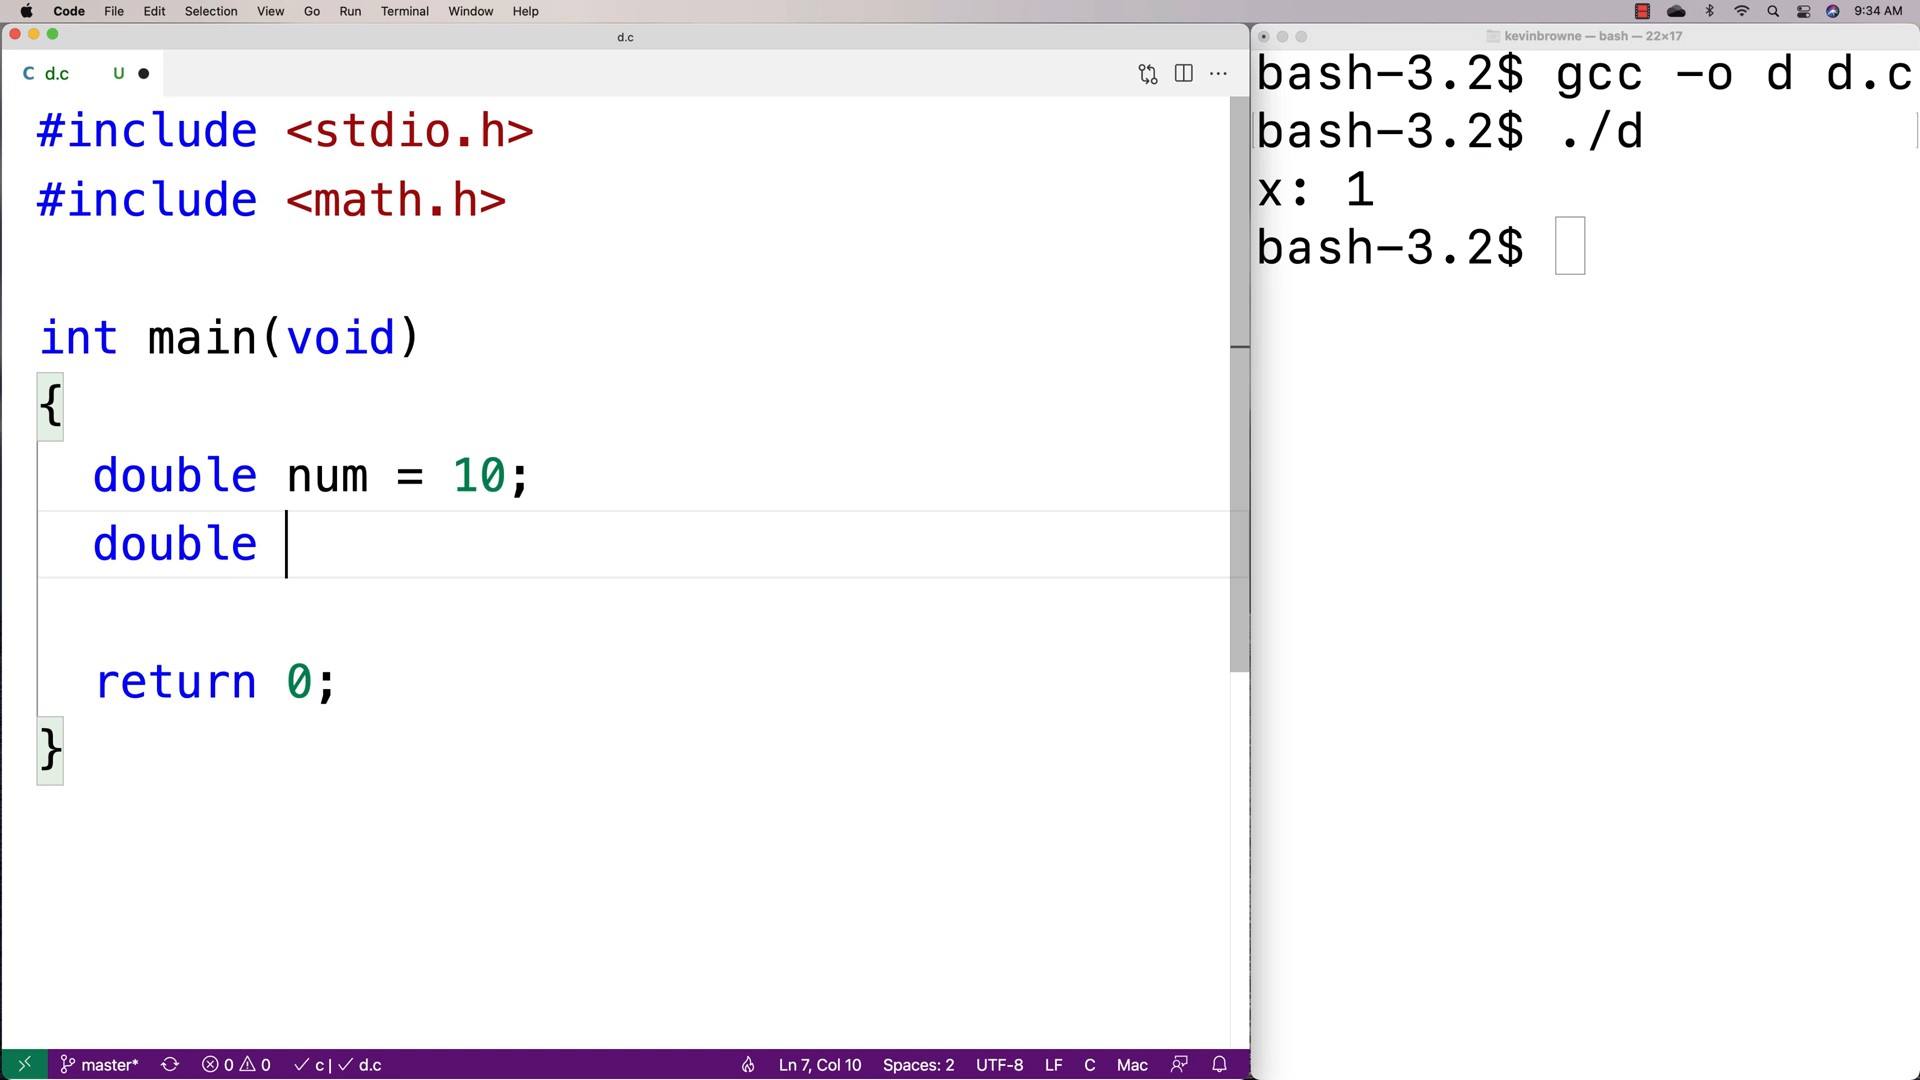 Code File Edit Selection View Go Run Terminal Window Help 9:34 AM
d.c
C d.c U
#include <stdio.h>
#include <math.h>
int main(void)
{
double num = 10;
double
return 0;
}
master* 0 0 c | d.c Ln 7, Col 10 Spaces: 2 UTF-8 LF C Mac
kevinbrowne — bash — 22×17
bash-3.2$ gcc -o d d.c
bash-3.2$ ./d
x: 1
bash-3.2$